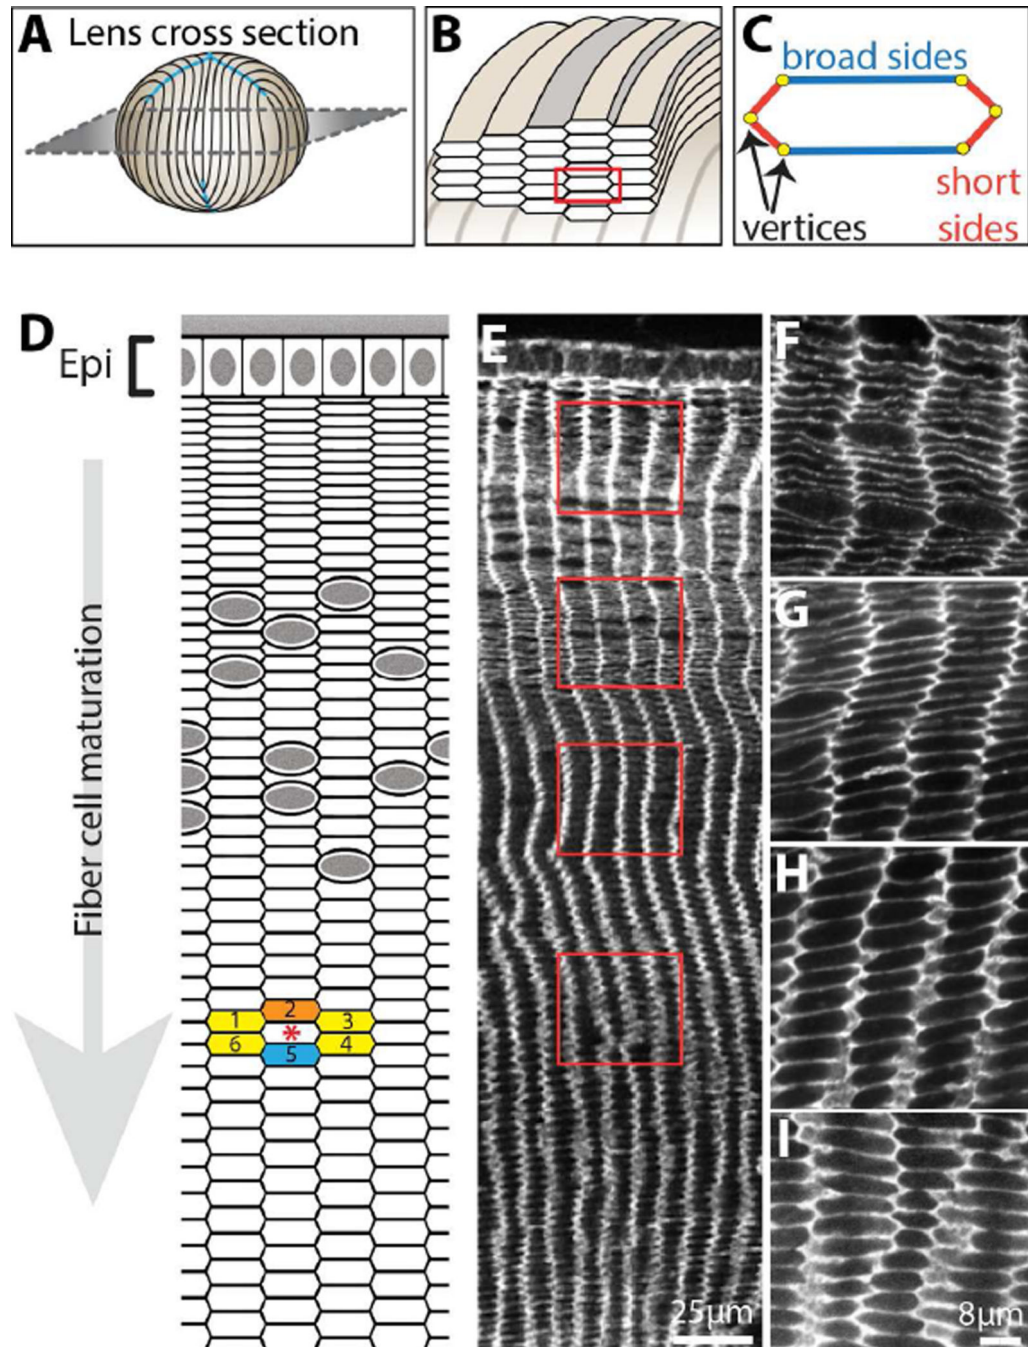 A Lens cross section
B
C
broad sides
short
sides
vertices
D
Epi
Fiber cell maturation
2
1 * 3
6 4
5
E
25µm
F
G
H
I
8µm